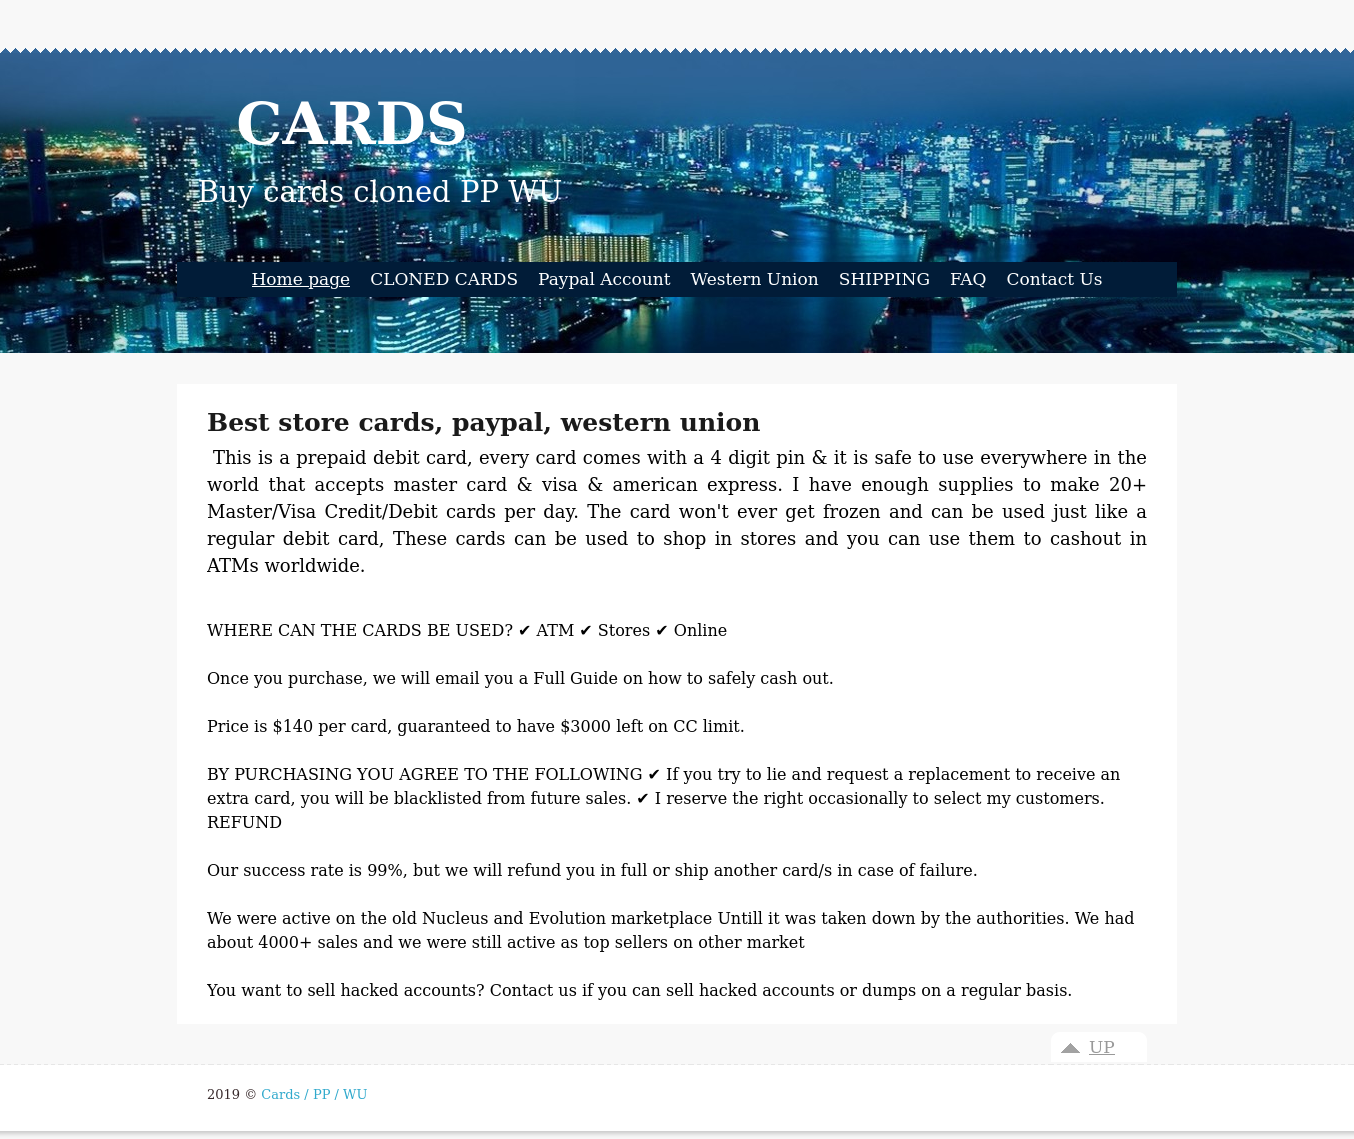 CARDS
Buy cards cloned PP WU
Home page CLONED CARDS Paypal Account Western Union SHIPPING FAQ Contact Us
Best store cards, paypal, western union
This is a prepaid debit card, every card comes with a 4 digit pin & it is safe to use everywhere in the
world that accepts master card & visa & american express. I have enough supplies to make 20+
Master/Visa Credit/Debit cards per day. The card won't ever get frozen and can be used just like a
regular debit card, These cards can be used to shop in stores and you can use them to cashout in
ATMs worldwide.
WHERE CAN THE CARDS BE USED? ✔ ATM ✔ Stores ✔ Online
Once you purchase, we will email you a Full Guide on how to safely cash out.
Price is $140 per card, guaranteed to have $3000 left on CC limit.
BY PURCHASING YOU AGREE TO THE FOLLOWING ✔ If you try to lie and request a replacement to receive an
extra card, you will be blacklisted from future sales. ✔ I reserve the right occasionally to select my customers.
REFUND
Our success rate is 99%, but we will refund you in full or ship another card/s in case of failure.
We were active on the old Nucleus and Evolution marketplace Untill it was taken down by the authorities. We had
about 4000+ sales and we were still active as top sellers on other market
You want to sell hacked accounts? Contact us if you can sell hacked accounts or dumps on a regular basis.
UP
2019 © Cards / PP / WU